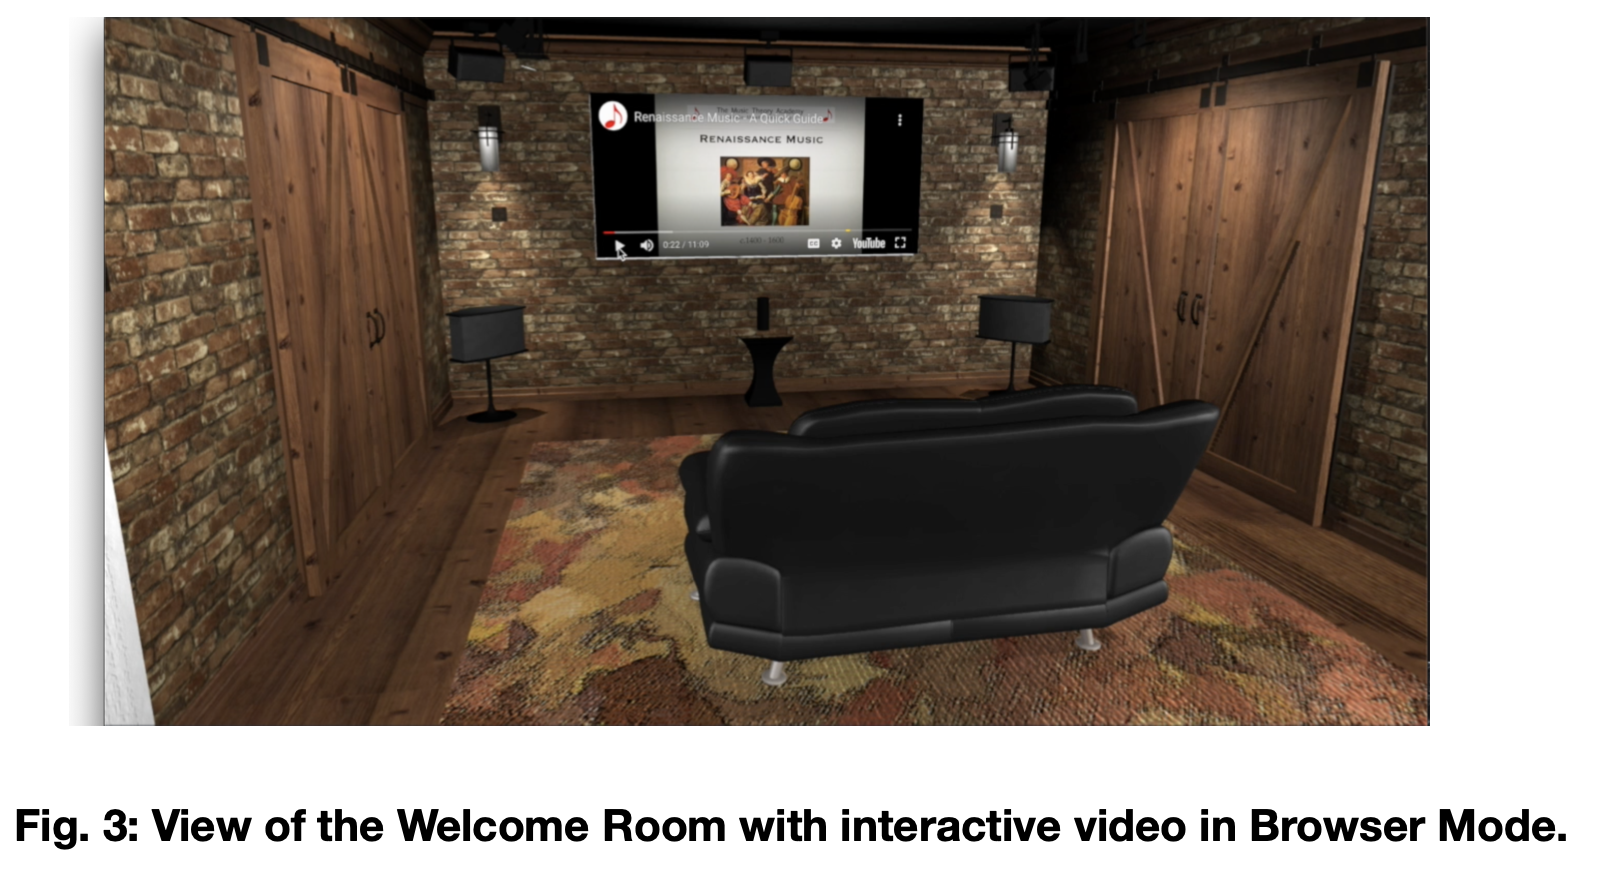 The Music Theory Academy
Renaissance Music - A Quick Guide
RENAISSANCE MUSIC
c.1400 - 1600
0:22 / 11:09
CC
YouTube
Fig. 3: View of the Welcome Room with interactive video in Browser Mode.